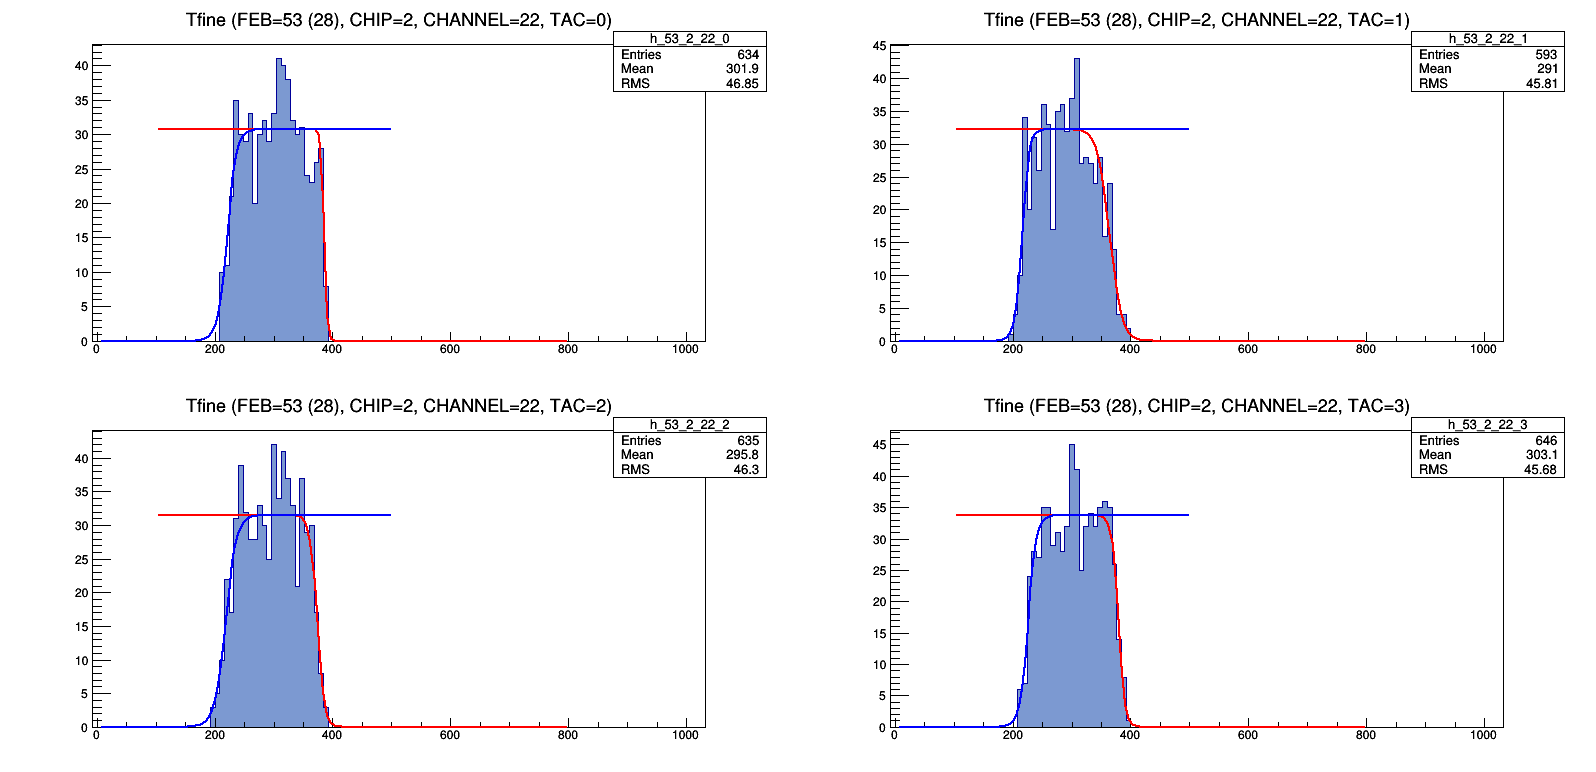 Tfine (FEB=53 (28), CHIP=2, CHANNEL=22, TAC=0)
h_53_2_22_0
Entries 634
Mean 301.9
RMS 46.85
40
35
30
25
20
15
10
5
0
0 200 400 600 800 1000
Tfine (FEB=53 (28), CHIP=2, CHANNEL=22, TAC=1)
h_53_2_22_1
Entries 593
Mean 291
RMS 45.81
45
40
35
30
25
20
15
10
5
0
0 200 400 600 800 1000
Tfine (FEB=53 (28), CHIP=2, CHANNEL=22, TAC=2)
h_53_2_22_2
Entries 635
Mean 295.8
RMS 46.3
40
35
30
25
20
15
10
5
0
0 200 400 600 800 1000
Tfine (FEB=53 (28), CHIP=2, CHANNEL=22, TAC=3)
h_53_2_22_3
Entries 646
Mean 303.1
RMS 45.68
45
40
35
30
25
20
15
10
5
0
0 200 400 600 800 1000